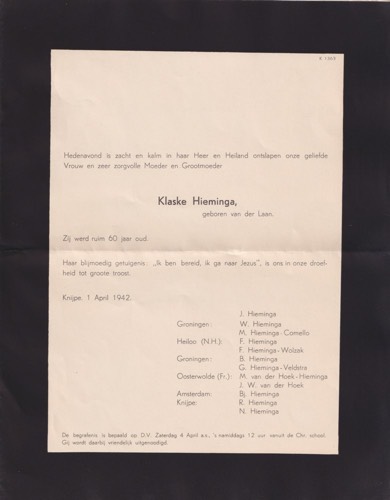 Hedenavond is zacht en kalm in haar Heer en Heiland ontslapen onze geliefde
Vrouw en zeer zorgvolle Moeder en Grootmoeder
Klaske Hieminga,
geboren van der Laan.
Zij werd ruim 60 jaar oud.
Haar blijmoedig getuigenis: „Ik ben bereid, ik ga naar Jezus", is ons in onze droef-
heid tot groote troost.
Knijpe, 1 April 1942.
J. Hieminga
Groningen: W. Hieminga
M. Hieminga-Comello
Heiloo (N.H.): F. Hieminga
F. Hieminga-Wolzak
Groningen: B. Hieminga
G. Hieminga-Veldstra
Oosterwolde (Fr.): M. van der Hoek-Hieminga
J. W. van der Hoek
Amsterdam: Bj. Hieminga
Knijpe: R. Hieminga
N. Hieminga
De begrafenis is bepaald op D.V. Zaterdag 4 April e.v., 's namiddags 12 uur vanuit de Chr. school.
Gij wordt daarbij vriendelijk uitgenoodigd.